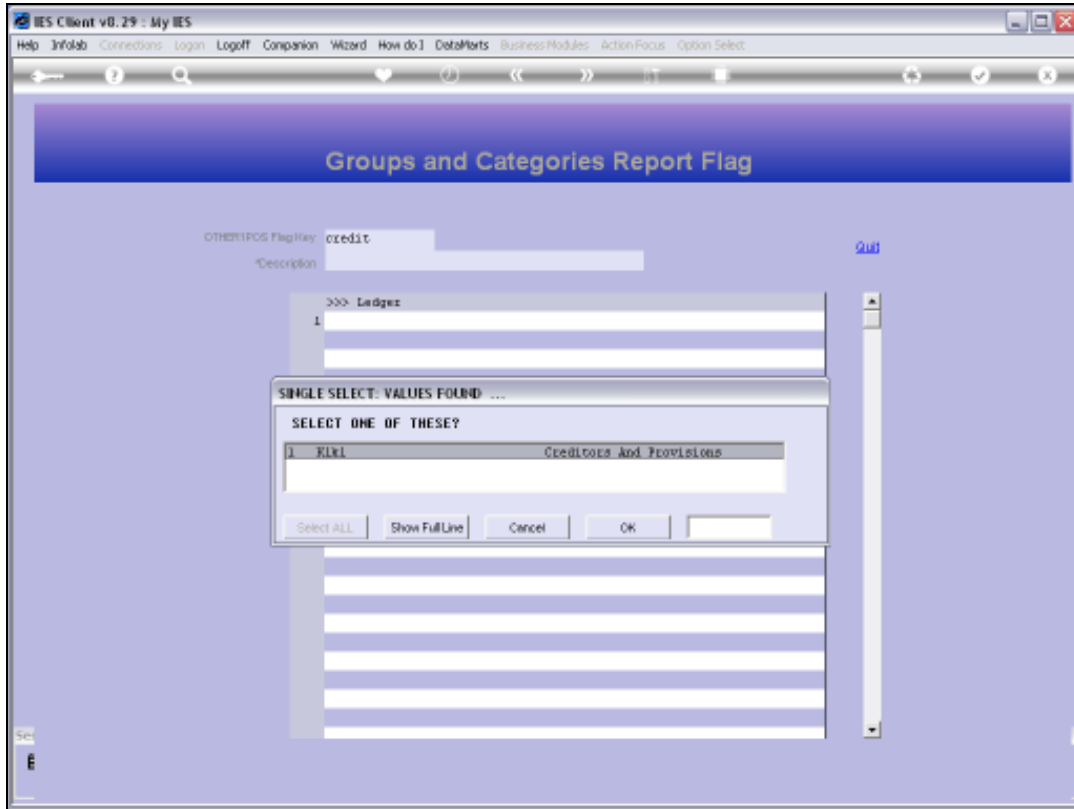 IES Client v8.29 : My IES
Help Infolab Connections Logon Logoff Companion Wizard How do I DataMarts Business Modules Action Focus Option Select
Groups and Categories Report Flag
OTHER1POS Flag Key credit
Quit
*Description
>>> Ledger
1
SINGLE SELECT: VALUES FOUND ...
SELECT ONE OF THESE?
1 Creditors And Provisions
Select ALL Show Full Line Cancel OK